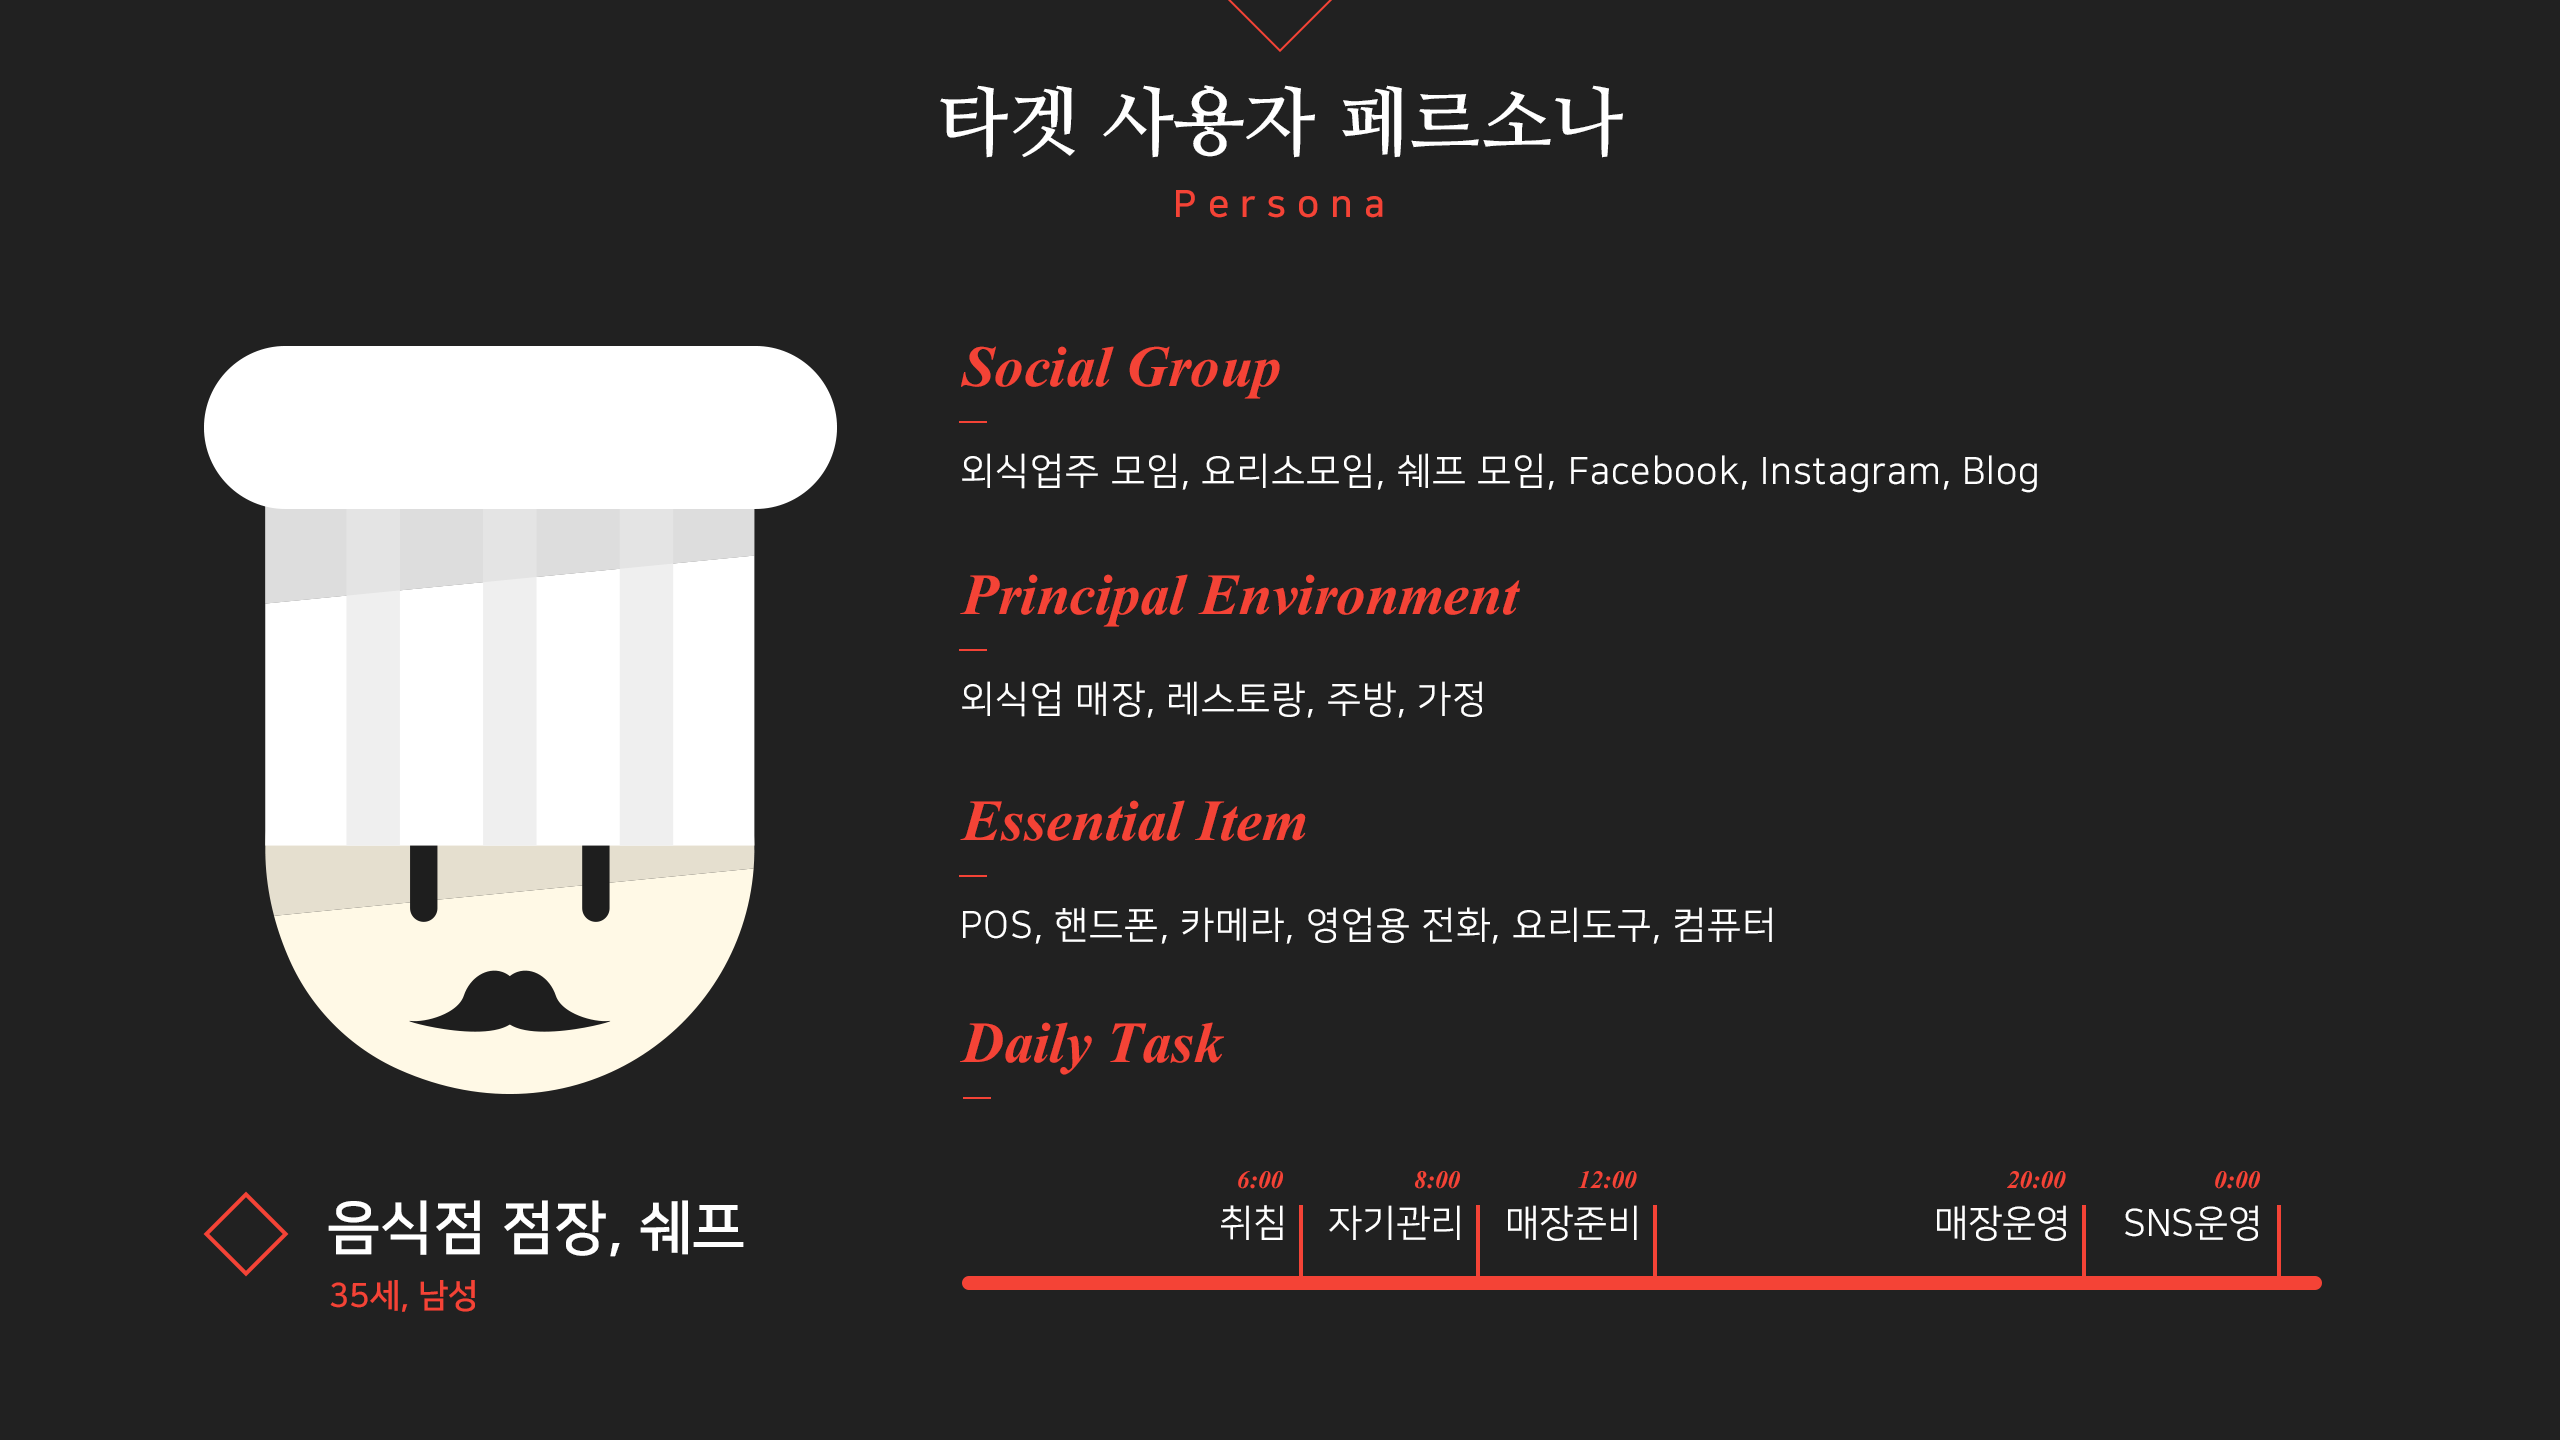 타겟 사용자 페르소나
Persona
Social Group
외식업주 모임, 요리소모임, 쉐프 모임, Facebook, Instagram, Blog
Principal Environment
외식업 매장, 레스토랑, 주방, 가정
Essential Item
POS, 핸드폰, 카메라, 영업용 전화, 요리도구, 컴퓨터
Daily Task
6:00
취침
8:00
자기관리
12:00
매장준비
20:00
매장운영
0:00
SNS운영
음식점 점장, 쉐프
35세, 남성